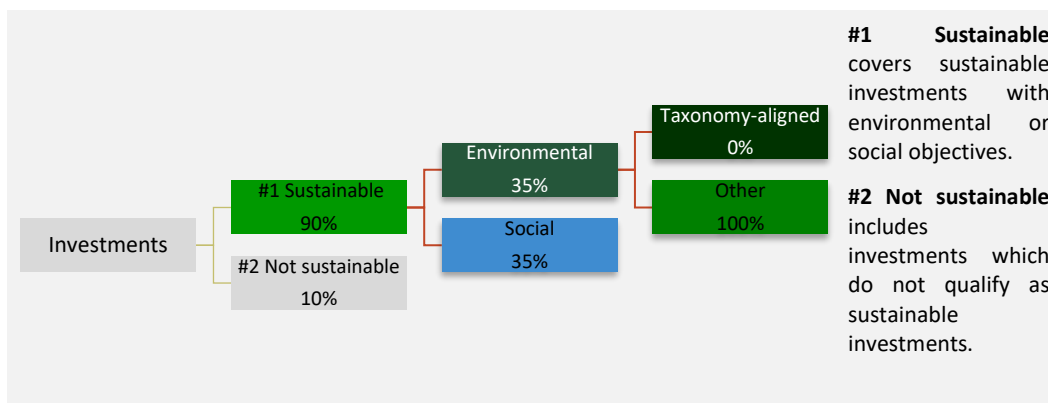 Investments
#1 Sustainable
90%
#2 Not sustainable
10%
Environmental
35%
Social
35%
Taxonomy-aligned
0%
Other
100%
#1 Sustainable
covers sustainable
investments with
environmental or
social objectives.
#2 Not sustainable
includes
investments which
do not qualify as
sustainable
investments.